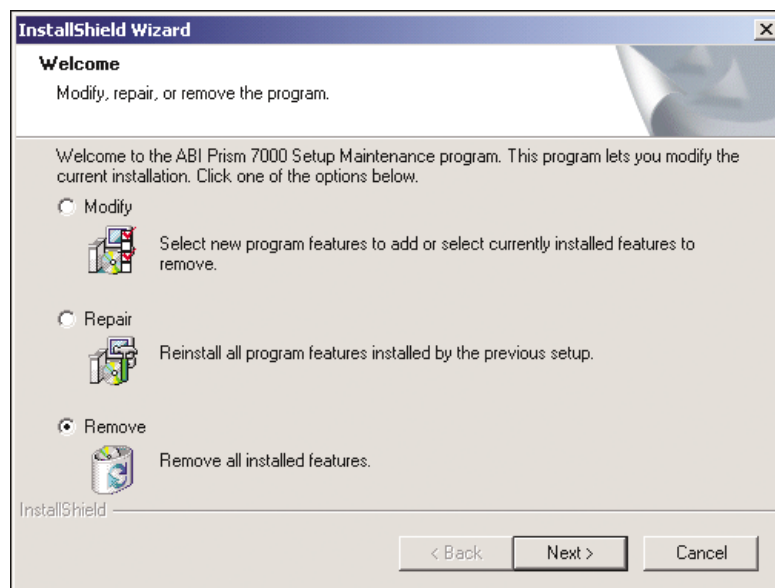 InstallShield Wizard
Welcome
Modify, repair, or remove the program.
Welcome to the ABI Prism 7000 Setup Maintenance program. This program lets you modify the
current installation. Click one of the options below.
Modify
Select new program features to add or select currently installed features to
remove.
Repair
Reinstall all program features installed by the previous setup.
Remove
Remove all installed features.
InstallShield
< Back
Next >
Cancel